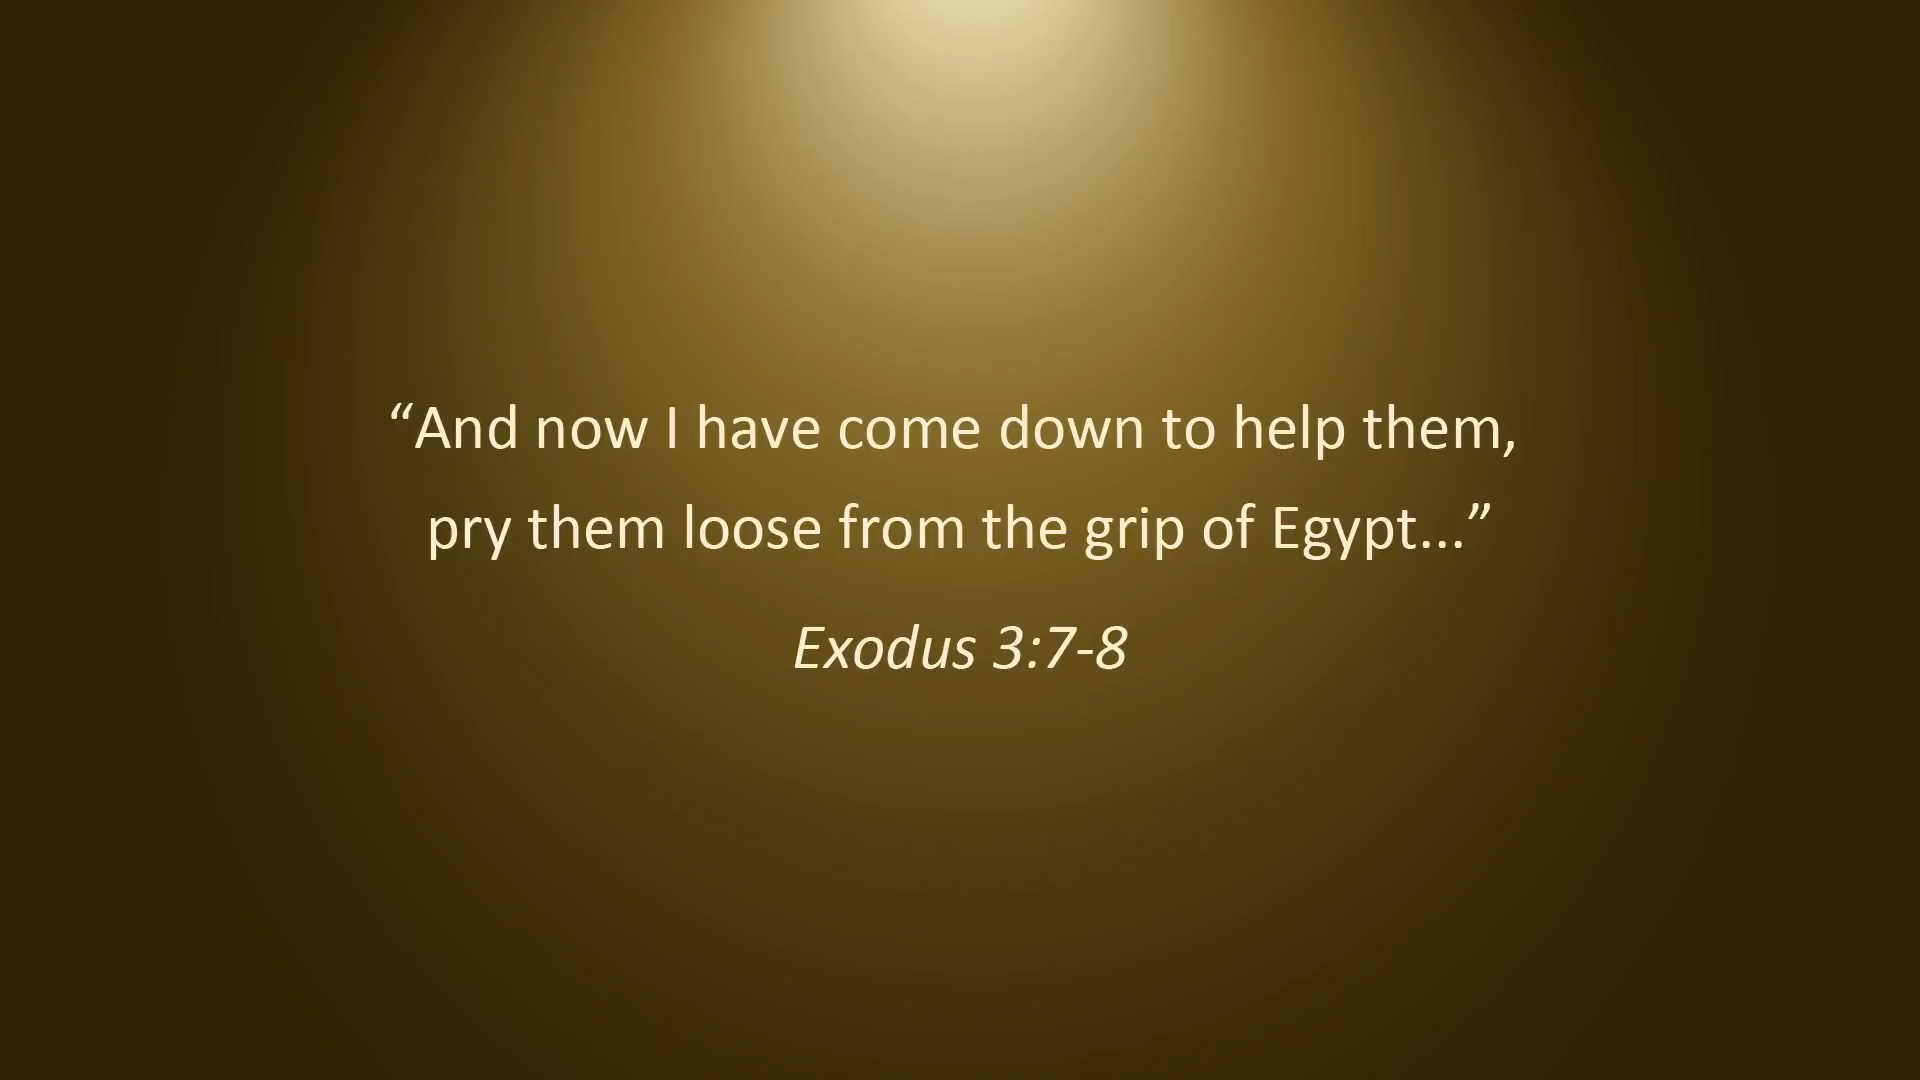 “And now I have come down to help them,
pry them loose from the grip of Egypt...”
Exodus 3:7-8